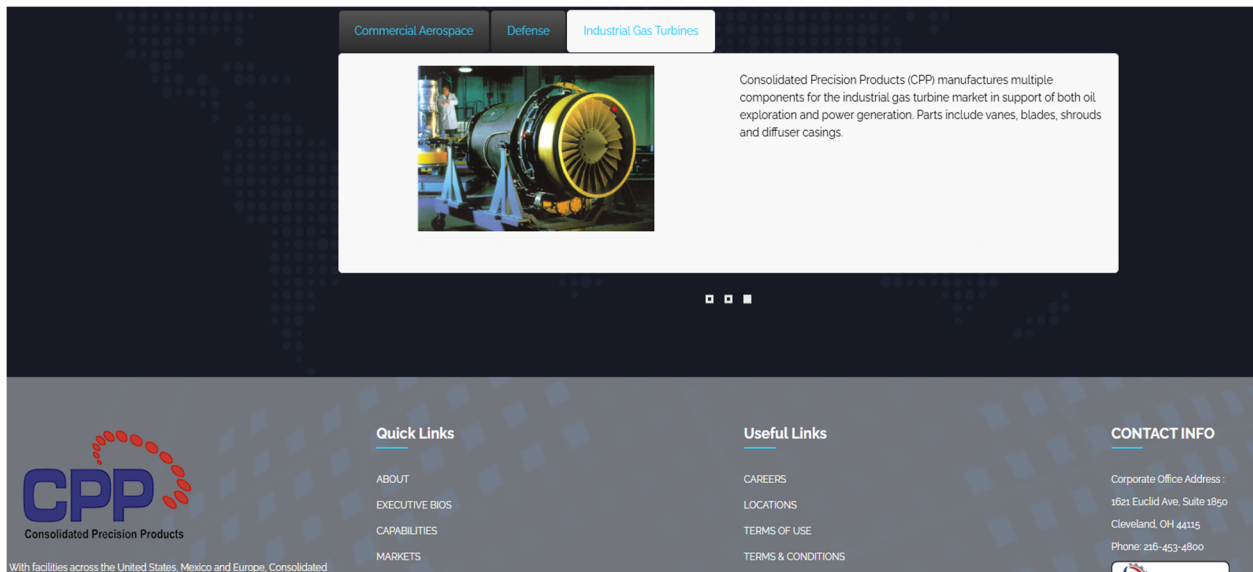 Commercial Aerospace
Defense
Industrial Gas Turbines
Consolidated Precision Products (CPP) manufactures multiple
components for the industrial gas turbine market in support of both oil
exploration and power generation. Parts include vanes, blades, shrouds
and diffuser casings.
CPP
Consolidated Precision Products
With facilities across the United States, Mexico and Europe, Consolidated
Quick Links
ABOUT
EXECUTIVE BIOS
CAPABILITIES
MARKETS
Useful Links
CAREERS
LOCATIONS
TERMS OF USE
TERMS & CONDITIONS
CONTACT INFO
Corporate Office Address :
1621 Euclid Ave, Suite 1850
Cleveland, OH 44115
Phone: 216-453-4800